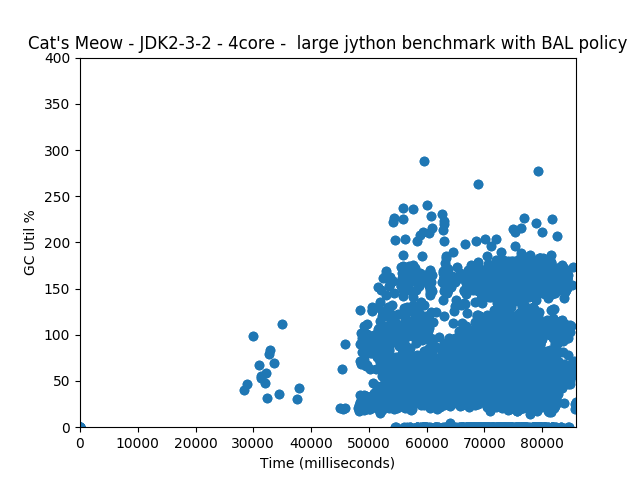 Cat's Meow - JDK2-3-2 - 4core -  large jython benchmark with BAL policy
400
350
300
250
200
150
100
50
0
GC Util %
0 10000 20000 30000 40000 50000 60000 70000 80000
Time (milliseconds)